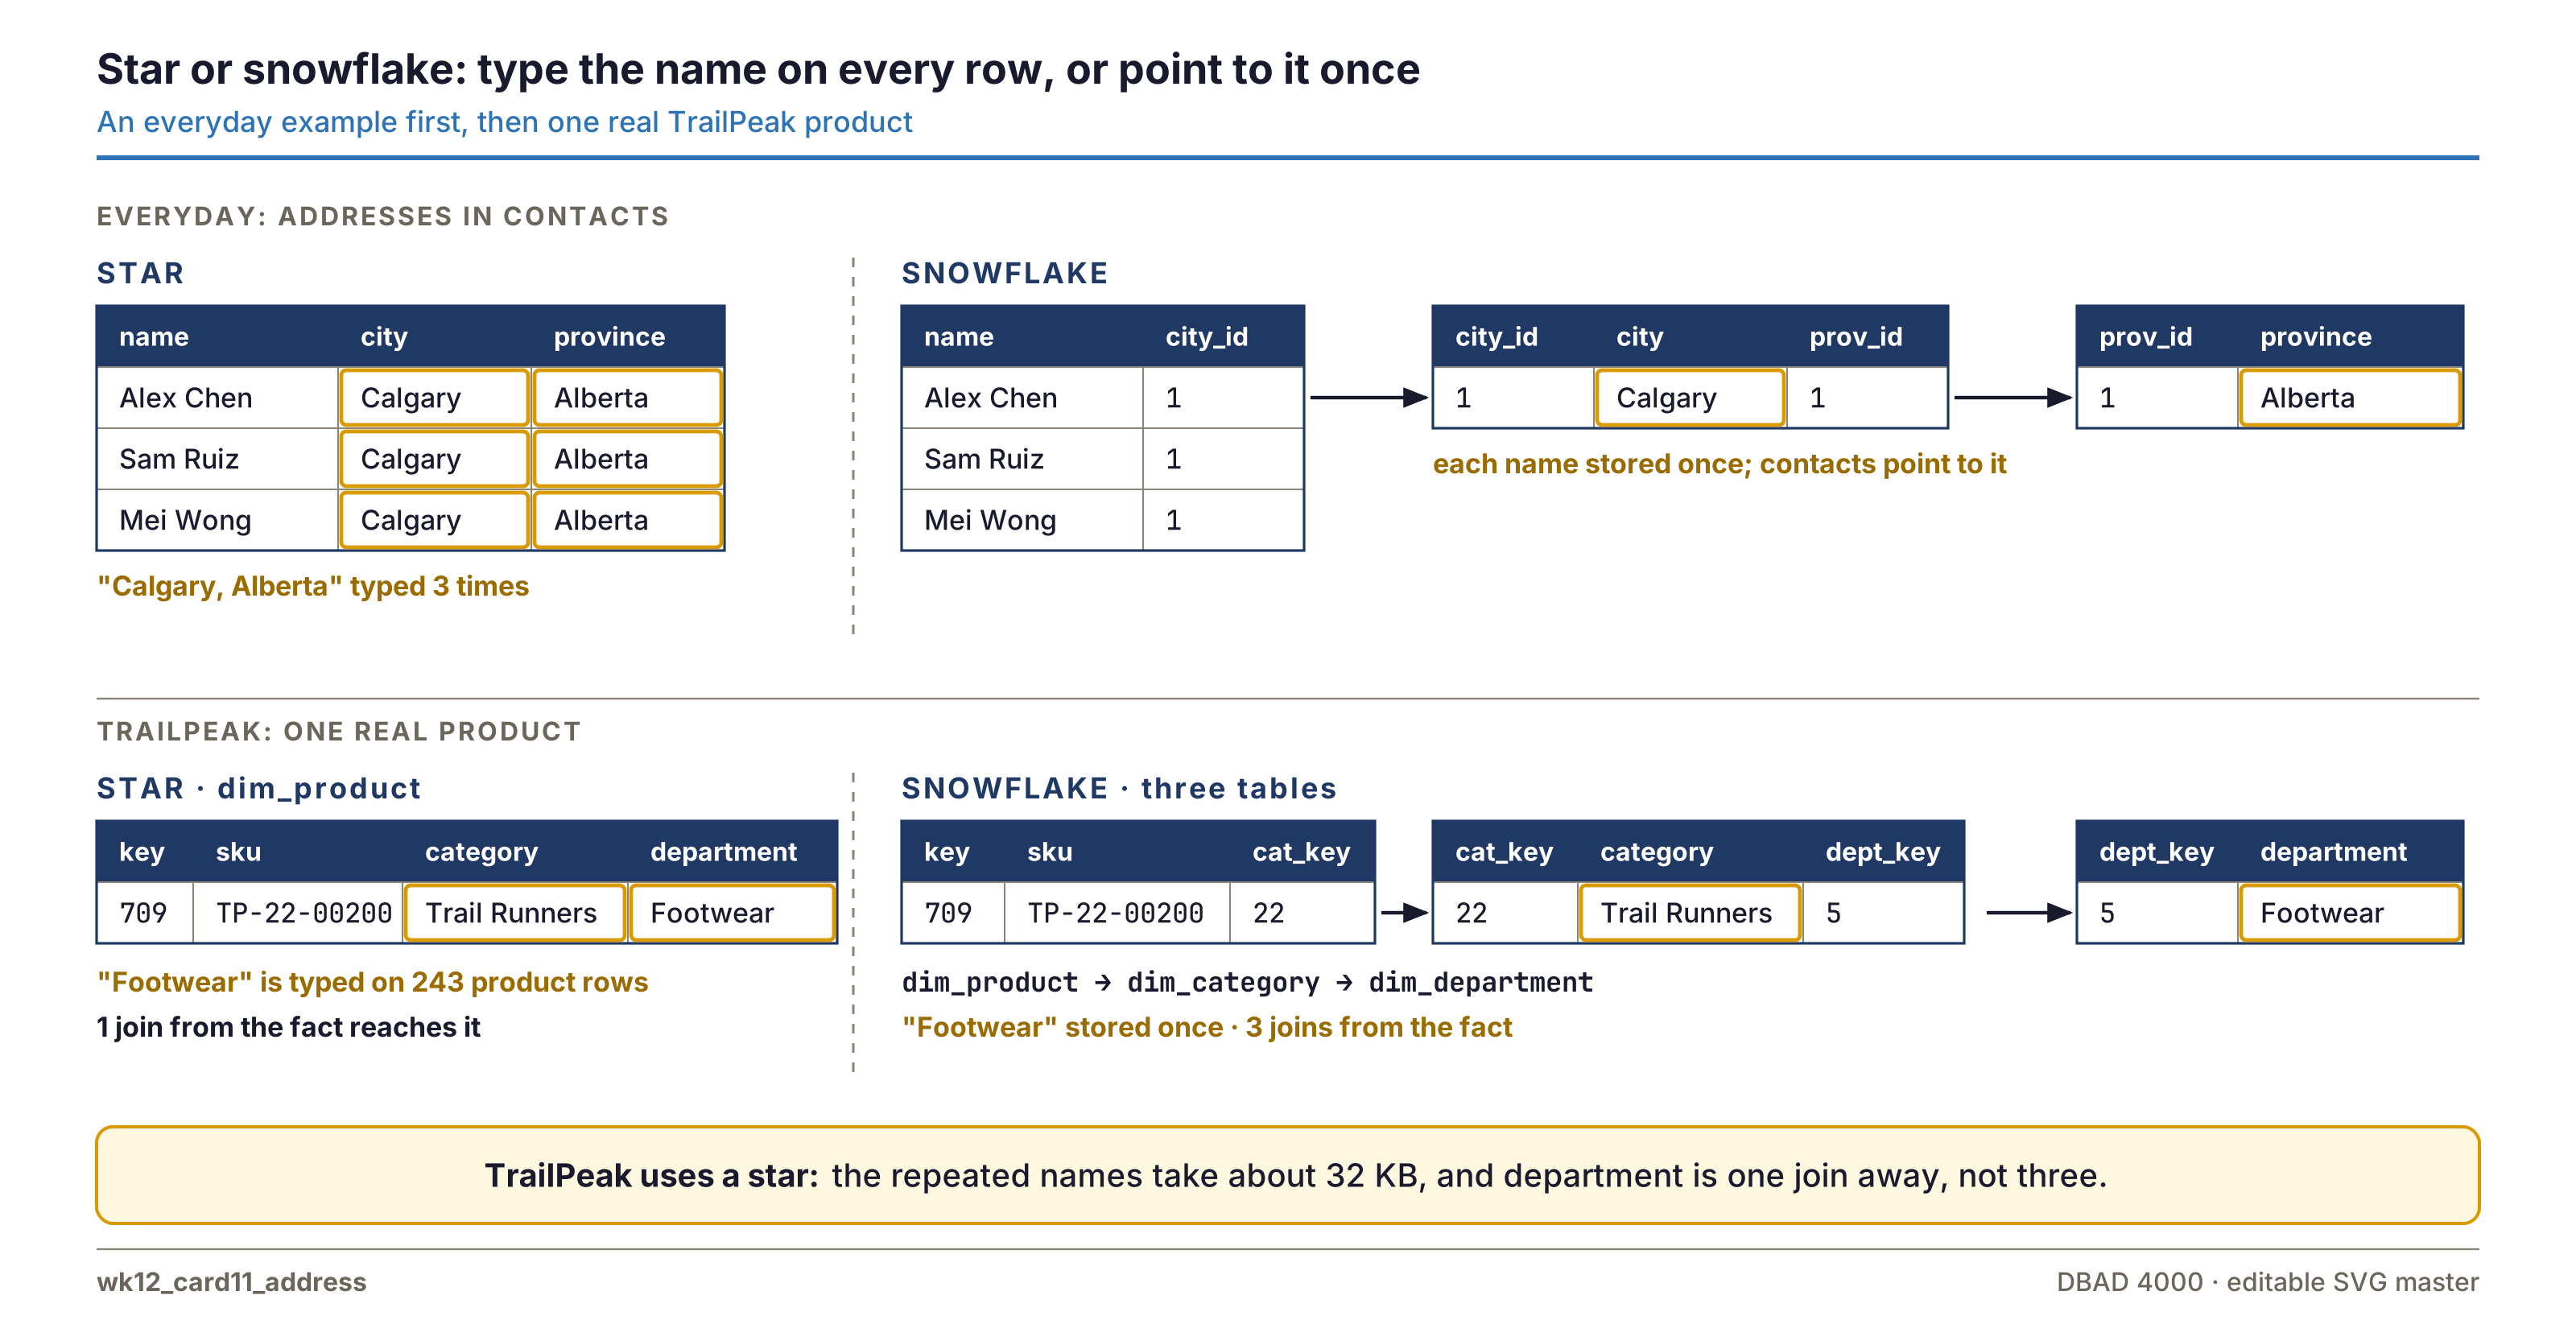 Star or snowflake: type the name on every row, or point to it once
An everyday example first, then one real TrailPeak product
EVERYDAY: ADDRESSES IN CONTACTS
STAR
name city province
Alex Chen Calgary Alberta
Sam Ruiz Calgary Alberta
Mei Wong Calgary Alberta
"Calgary, Alberta" typed 3 times
SNOWFLAKE
name city_id
Alex Chen 1
Sam Ruiz 1
Mei Wong 1
city_id city prov_id
1 Calgary 1
each name stored once; contacts point to it
prov_id province
1 Alberta
TRAILPEAK: ONE REAL PRODUCT
STAR · dim_product
key sku category department
709 TP-22-00200 Trail Runners Footwear
"Footwear" is typed on 243 product rows
1 join from the fact reaches it
SNOWFLAKE · three tables
key sku cat_key
709 TP-22-00200 22
cat_key category dept_key
22 Trail Runners 5
dept_key department
5 Footwear
dim_product → dim_category → dim_department
"Footwear" stored once · 3 joins from the fact
TrailPeak uses a star: the repeated names take about 32 KB, and department is one join away, not three.
wk12_card11_address
DBAD 4000 · editable SVG master